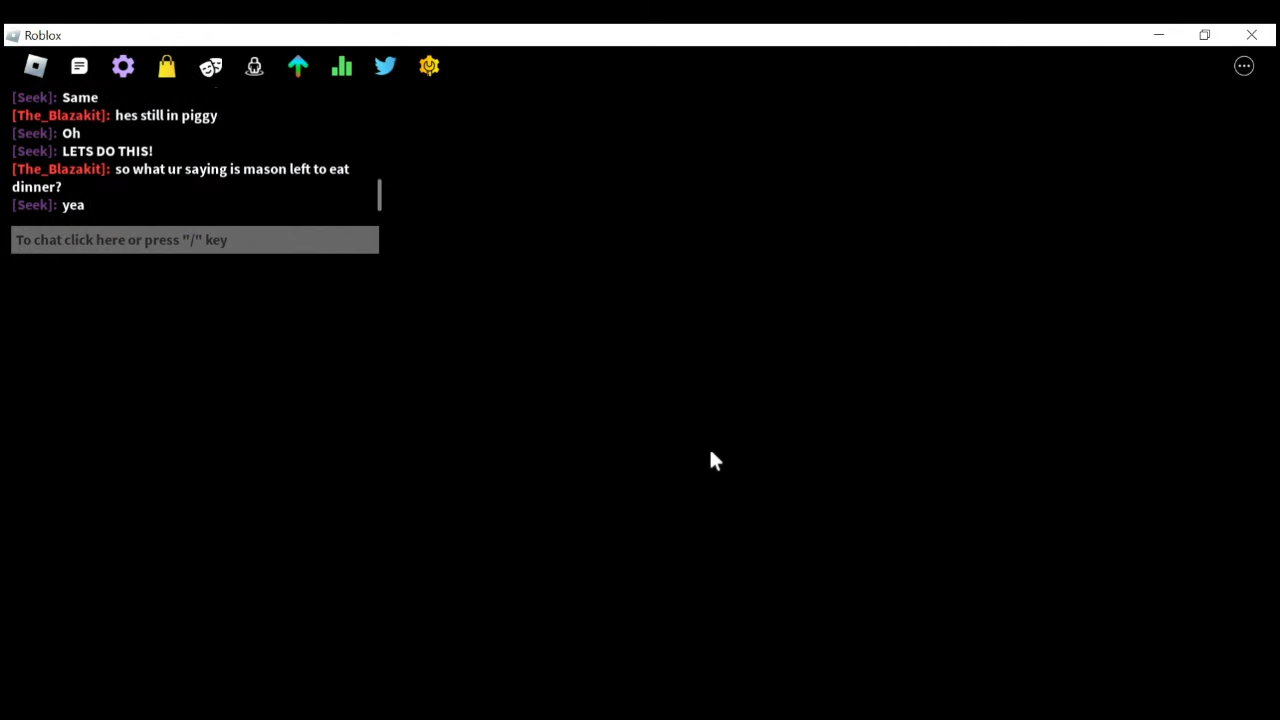 Roblox
[Seek]: Same
[The_Blazakit]: hes still in piggy
[Seek]: Oh
[Seek]: LETS DO THIS!
[The_Blazakit]: so what ur saying is mason left to eat
dinner?
[Seek]: yea
To chat click here or press "/" key